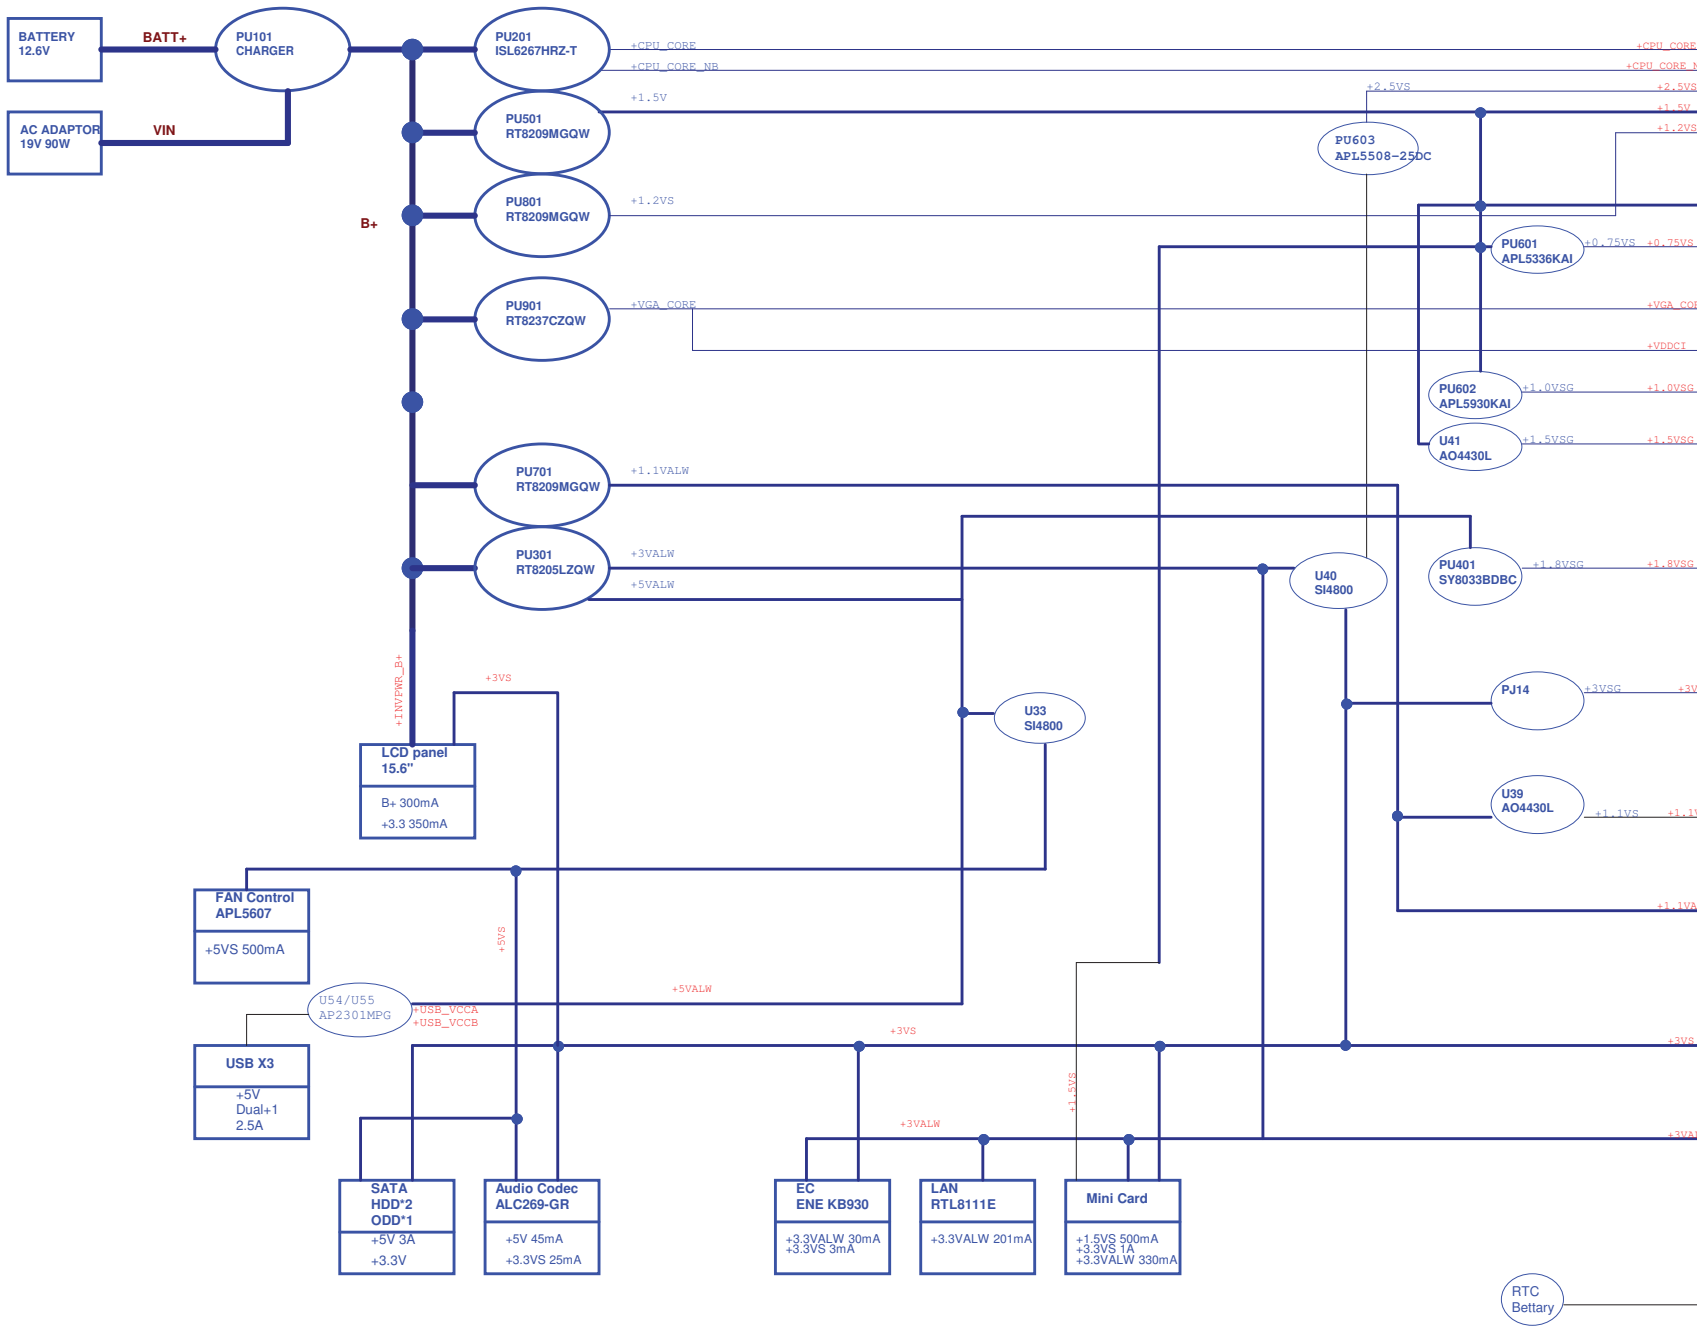 BATTERY
12.6V
BATT+
PU101
CHARGER
PU201
ISL6267HRZ-T
+CPU_CORE
+CPU_CORE
+CPU_CORE_NB
+CPU_CORE_N
+2.5VS
+2.5VS
+1.5V
+1.5V
AC ADAPTOR
19V 90W
VIN
PU501
RT8209MGQW
+1.2VS
PU603
APL5508-25DC
PU801
RT8209MGQW
+1.2VS
B+
PU601
APL5336KAI
+0.75VS
+0.75VS
PU901
RT8237CZQW
+VGA_CORE
+VGA_COR
+VDDCI
PU602
APL5930KAI
+1.0VSG
+1.0VSG
U41
AO4430L
+1.5VSG
+1.5VSG
PU701
RT8209MGQW
+1.1VALW
PU301
RT8205LZQW
+3VALW
+5VALW
U40
SI4800
PU401
SY8033BDBC
+1.8VSG
+1.8VSG
+INVPWR_B+
+3VS
U33
SI4800
PJ14
+3VSG
+3V
LCD panel
15.6"
B+ 300mA
+3.3 350mA
U39
AO4430L
+1.1VS
+1.1V
FAN Control
APL5607
+5VS 500mA
+5VS
+1.1VA
U54/U55
AP2301MPG
+USB_VCCA
+USB_VCCB
+5VALW
+3VS
+3VS
USB X3
+5V
Dual+1
2.5A
+1.5VS
+3VALW
+3VAL
SATA
HDD*2
ODD*1
+5V 3A
+3.3V
Audio Codec
ALC269-GR
+5V 45mA
+3.3VS 25mA
EC
ENE KB930
+3.3VALW 30mA
+3.3VS 3mA
LAN
RTL8111E
+3.3VALW 201mA
Mini Card
+1.5VS 500mA
+3.3VS 1A
+3.3VALW 330mA
RTC
Bettary